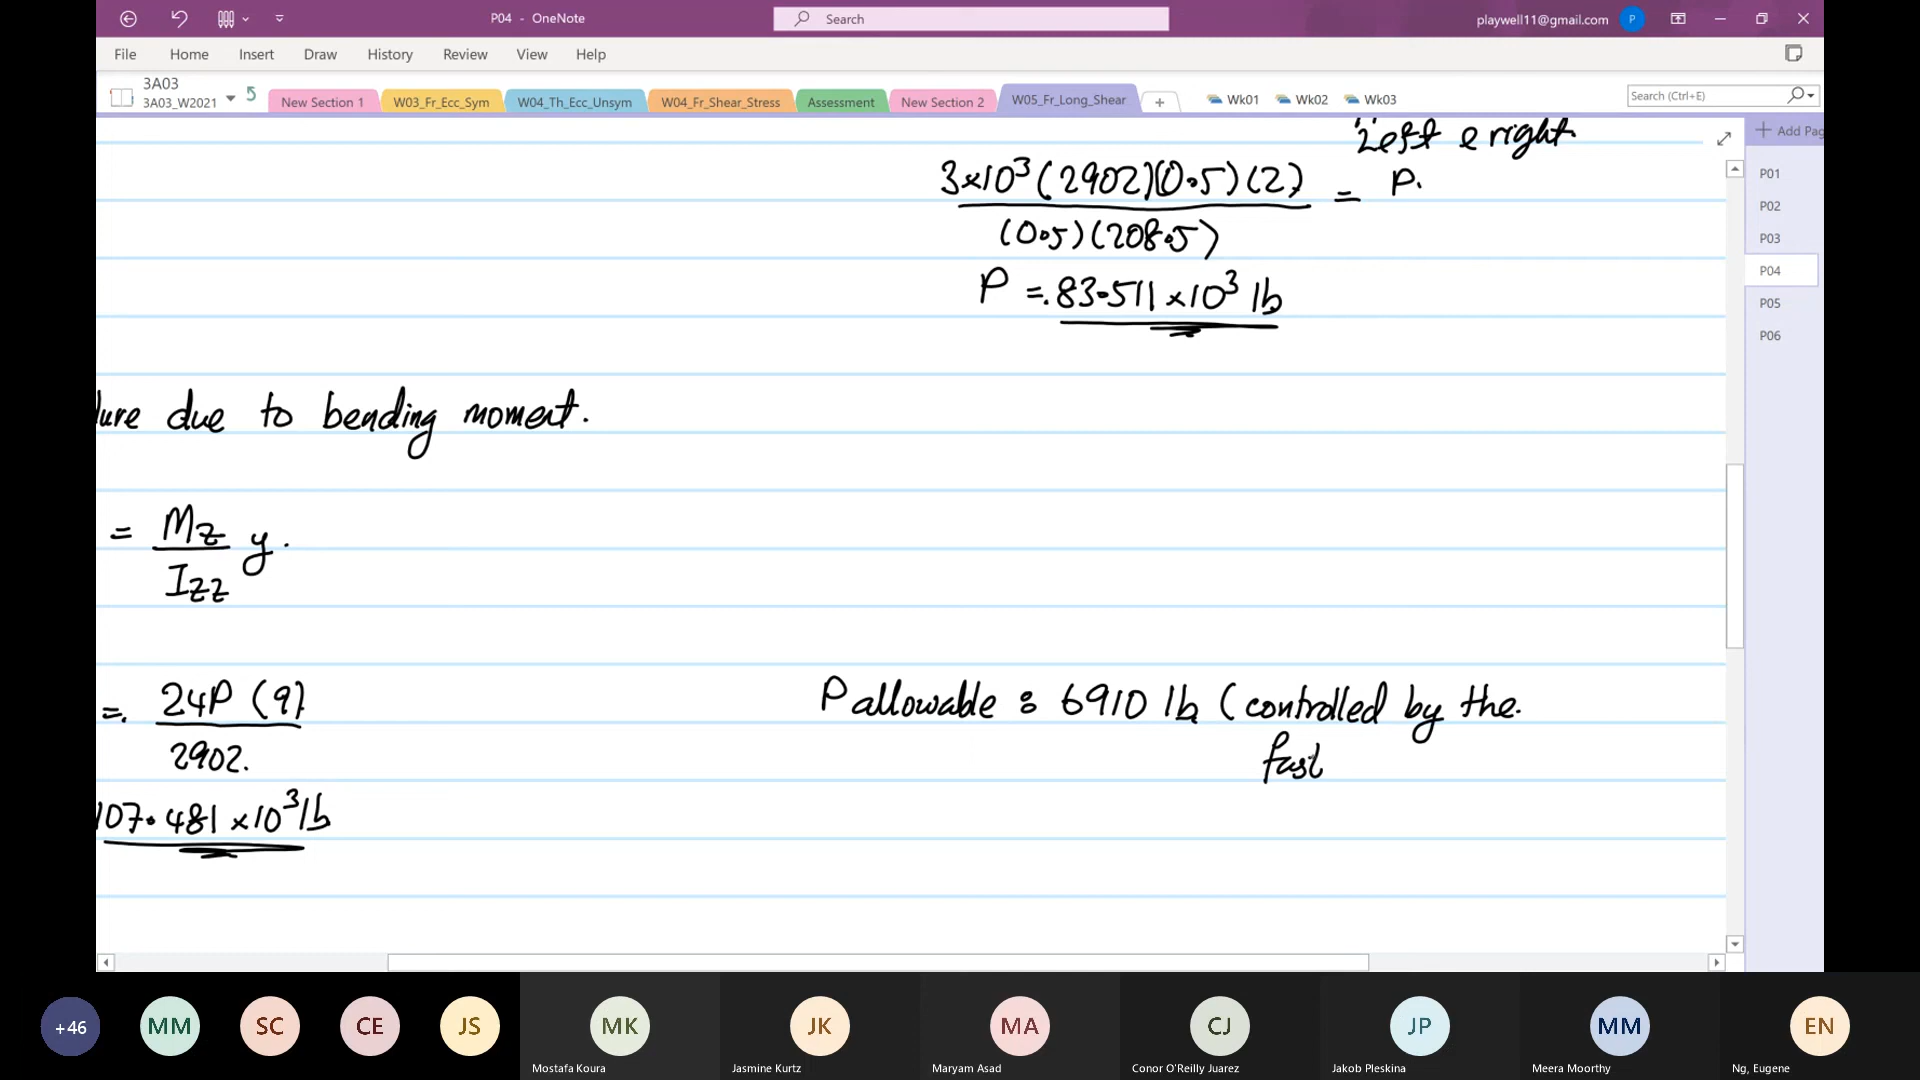 P04 - OneNote
Search
playwell11@gmail.com
P
File Home Insert Draw History Review View Help
3A03
3A03_W2021
New Section 1
W03_Fr_Ecc_Sym
W04_Th_Ecc_Unsym
W04_Fr_Shear_Stress
Assessment
New Section 2
W05_Fr_Long_Shear
+
Wk01
Wk02
Wk03
Search (Ctrl+E)
Add Pag
P01
P02
P03
P04
P05
P06
Left & right
3×10³(2902)(0.5)(2) = P.
(0.5)(208.5)
P = 83.511×10³ lb
lure due to bending moment.
= Mz y.
Izz
= 24P (9)
2902.
107.481×10³ lb
P allowable : 6910 lb (controlled by the
fast
+46
MM
SC
CE
JS
MK
JK
MA
CJ
JP
MM
EN
Mostafa Koura
Jasmine Kurtz
Maryam Asad
Conor O'Reilly Juarez
Jakob Pleskina
Meera Moorthy
Ng, Eugene